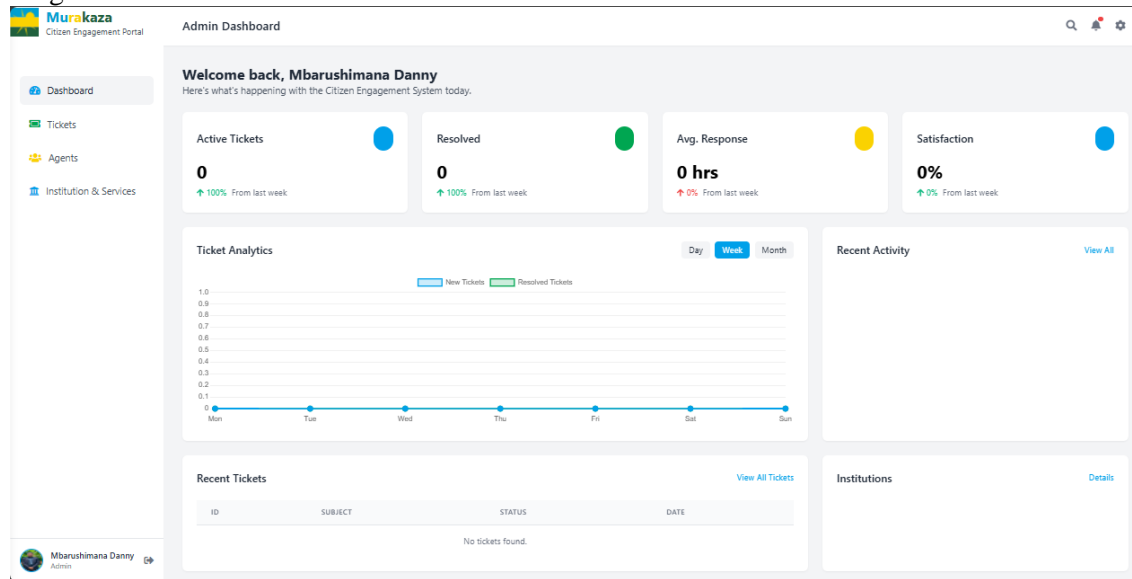 Murakaza
Citizen Engagement Portal
Admin Dashboard
Dashboard
Tickets
Agents
Institution & Services
Welcome back, Mbarushimana Danny
Here's what's happening with the Citizen Engagement System today.
Active Tickets
0
100% From last week
Resolved
0
100% From last week
Avg. Response
0 hrs
0% From last week
Satisfaction
0%
0% From last week
Ticket Analytics
Day Week Month
New Tickets Resolved Tickets
1.0
0.9
0.8
0.7
0.6
0.5
0.4
0.3
0.2
0.1
0
Mon Tue Wed Thu Fri Sat Sun
Recent Activity View All
Recent Tickets View All Tickets
ID SUBJECT STATUS DATE
No tickets found.
Institutions Details
Mbarushimana Danny
Admin